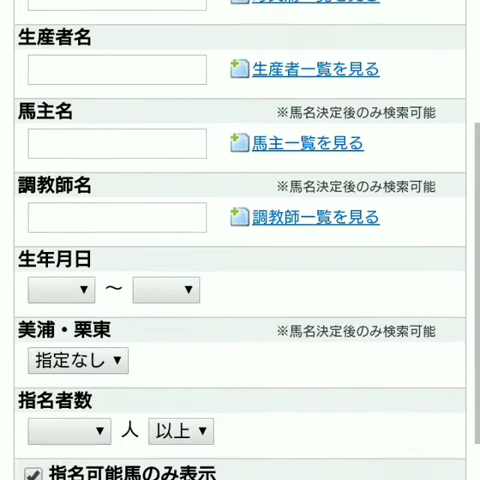 生産者名
生産者一覧を見る
馬主名 ※馬名決定後のみ検索可能
馬主一覧を見る
調教師名 ※馬名決定後のみ検索可能
調教師一覧を見る
生年月日
～
美浦・栗東 ※馬名決定後のみ検索可能
指定なし
指名者数
人 以上
指名可能馬のみ表示